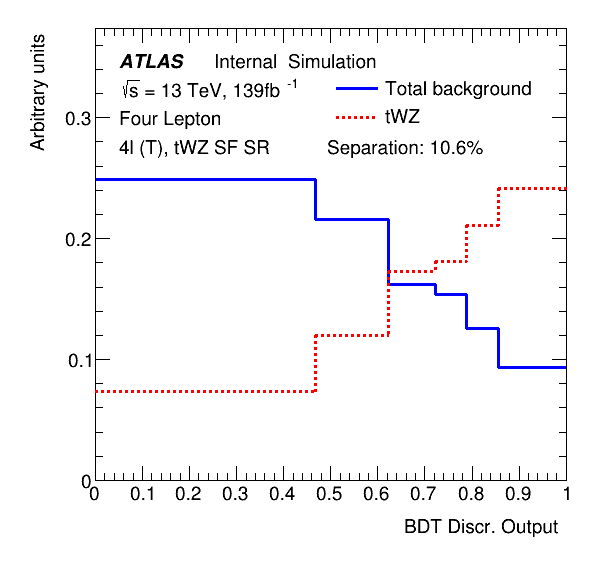 Arbitrary units
ATLAS Internal Simulation
√s = 13 TeV, 139fb⁻¹
Four Lepton
4l (T), tWZ SF SR
Total background
tWZ
Separation: 10.6%
0.3
0.2
0.1
0
0 0.1 0.2 0.3 0.4 0.5 0.6 0.7 0.8 0.9 1
BDT Discr. Output